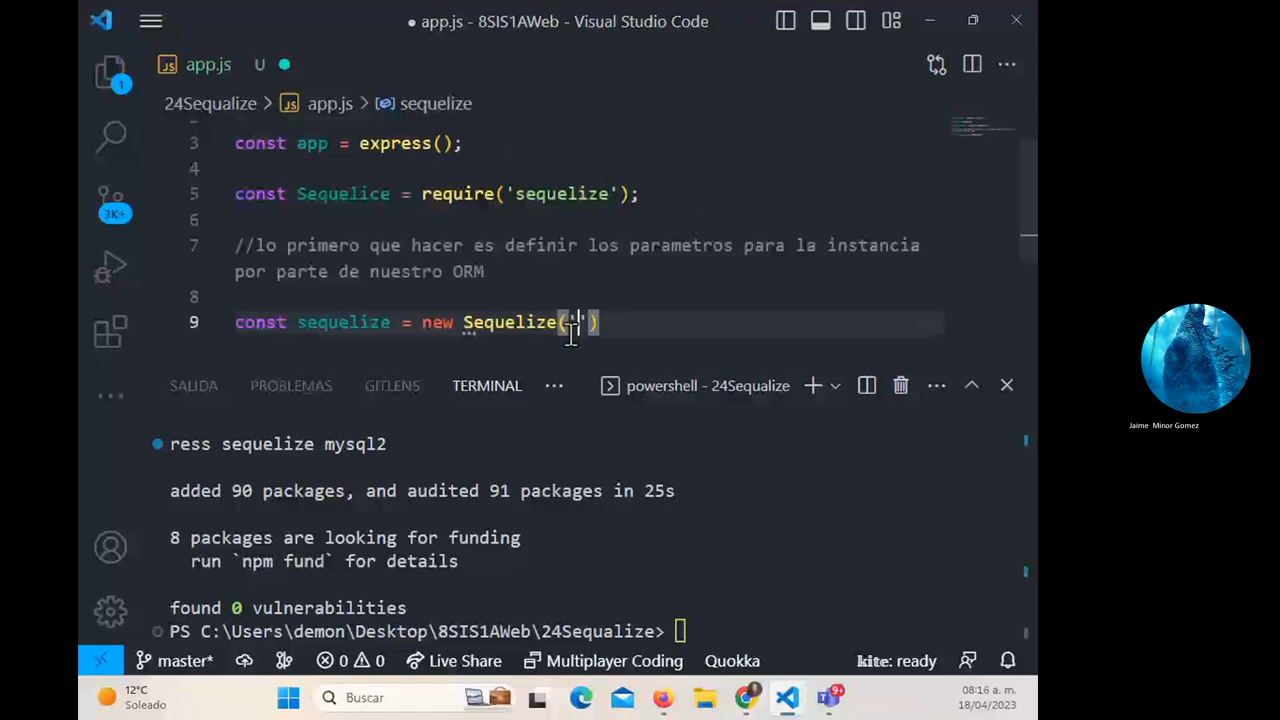 app.js - 8SIS1AWeb - Visual Studio Code
JS app.js U
24Sequalize > JS app.js > sequelize
3 const app = express();
4
5 const Sequelice = require('sequelize');
6
7 //lo primero que hacer es definir los parametros para la instancia
por parte de nuestro ORM
8
9 const sequelize = new Sequelize('')
SALIDA PROBLEMAS GITLENS TERMINAL ... powershell - 24Sequalize
ress sequelize mysql2
added 90 packages, and audited 91 packages in 25s
8 packages are looking for funding
run `npm fund` for details
found 0 vulnerabilities
PS C:\Users\demon\Desktop\8SIS1AWeb\24Sequalize>
master* 0 0 Live Share Multiplayer Coding Quokka kite: ready
1
3K+
12°C
Soleado
Buscar
9+
08:16 a. m.
18/04/2023
Jaime Minor Gomez